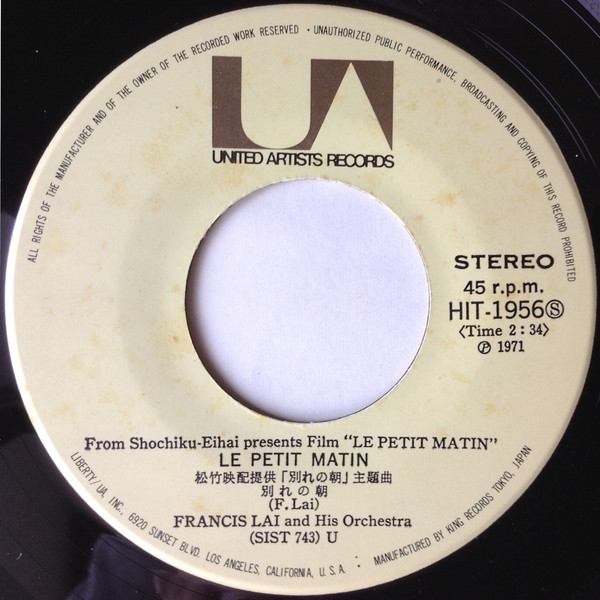 ALL RIGHTS OF THE MANUFACTURER AND OF THE OWNER OF THE RECORDED WORK RESERVED • UNAUTHORIZED PUBLIC PERFORMANCE, BROADCASTING AND COPYING OF THIS RECORD PROHIBITED
UA
UNITED ARTISTS RECORDS
STEREO
45 r.p.m.
HIT-1956Ⓢ
〈Time 2:34〉
Ⓟ 1971
From Shochiku-Eihai presents Film "LE PETIT MATIN"
LE PETIT MATIN
松竹映配提供「別れの朝」主題曲
別れの朝
(F. Lai)
FRANCIS LAI and His Orchestra
(SIST 743) U
LIBERTY/UA, INC., 6920 SUNSET BLVD. LOS ANGELES, CALIFORNIA, U.S.A. • MANUFACTURED BY KING RECORDS TOKYO, JAPAN